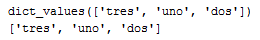 dict_values(['tres', 'uno', 'dos'])
['tres', 'uno', 'dos']